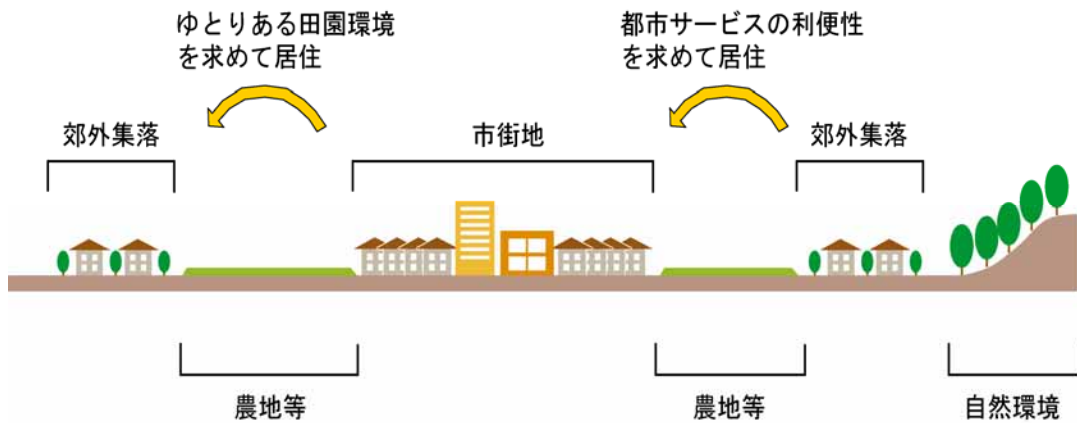 ゆとりある田園環境
を求めて居住
都市サービスの利便性
を求めて居住
郊外集落
市街地
郊外集落
農地等
農地等
自然環境